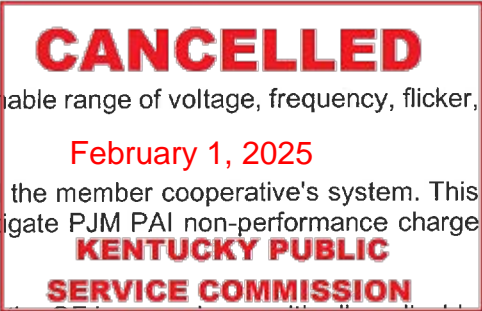 CANCELLED
nable range of voltage, frequency, flicker,
February 1, 2025
the member cooperative's system. This
igate PJM PAI non-performance charge
KENTUCKY PUBLIC
SERVICE COMMISSION